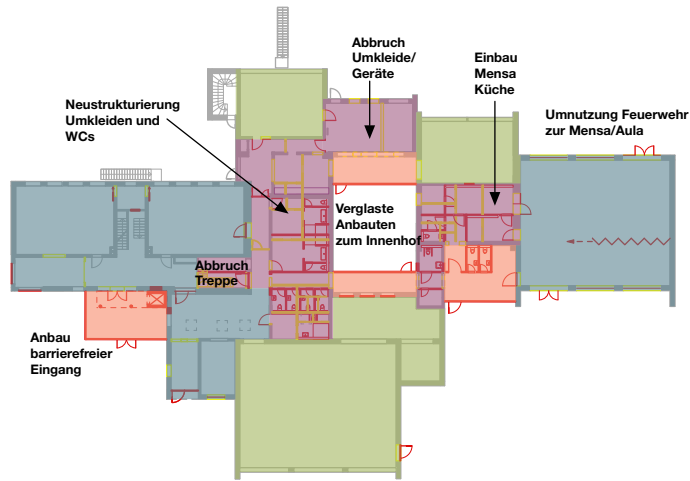 Abbruch
Umkleide/
Geräte
Einbau
Mensa
Küche
Neustrukturierung
Umkleiden und
WCs
Umnutzung Feuerwehr
zur Mensa/Aula
Verglaste
Anbauten
zum Innenhof
Abbruch
Treppe
Anbau
barrierefreier
Eingang